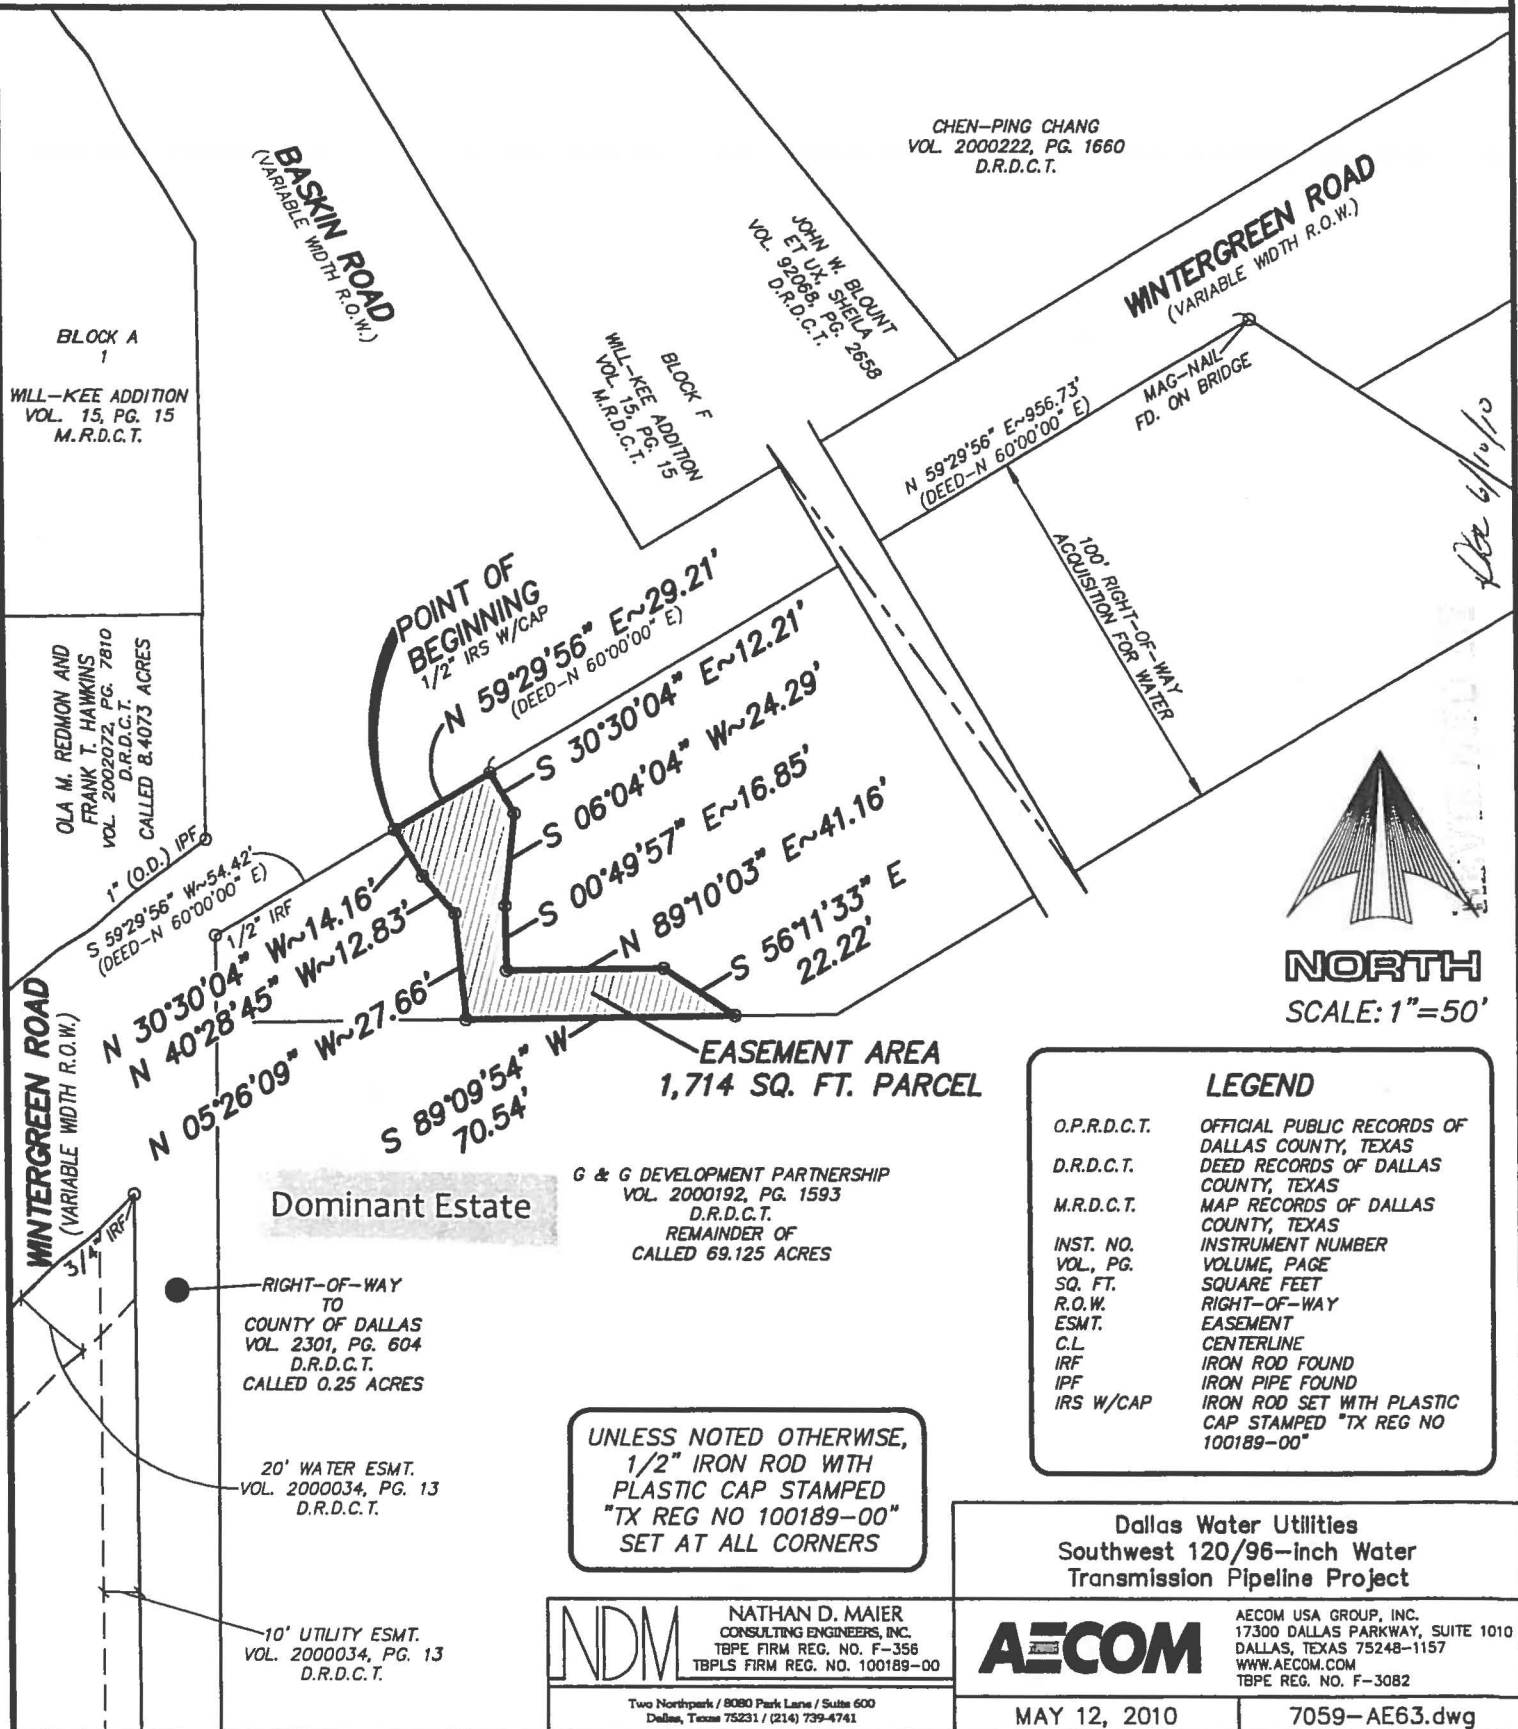 CHEN-PING CHANG
VOL. 2000222, PG. 1660
D.R.D.C.T.
BASKIN ROAD
(VARIABLE WIDTH R.O.W.)
WINTERGREEN ROAD
(VARIABLE WIDTH R.O.W.)
JOHN W. BLOUNT
ET UX, SHEILA
VOL. 92068, PG. 2658
D.R.D.C.T.
BLOCK A
1
WILL-KEE ADDITION
VOL. 15, PG. 15
M.R.D.C.T.
BLOCK F
WILL-KEE ADDITION
VOL. 15, PG. 15
M.R.D.C.T.
MAG-NAIL
FD. ON BRIDGE
N 59°29'56" E~956.73'
(DEED-N 60°00'00" E)
6/10/10
100' RIGHT-OF-WAY
ACQUISITION FOR WATER
POINT OF
BEGINNING
1/2" IRS W/CAP
N 59°29'56" E~29.21'
(DEED-N 60°00'00" E)
S 30°30'04" E~12.21'
S 06°04'04" W~24.29'
S 00°49'57" E~16.85'
N 89°10'03" E~41.16'
S 56°11'33" E
22.22'
OLA M. REDMON AND
FRANK T. HAWKINS
VOL 2002072, PG. 7810
D.R.D.C.T.
CALLED 8.4073 ACRES
1" (O.D.) IPF
S 59°29'56" W~54.42'
(DEED-N 60°00'00" E)
1/2" IRF
N 30°30'04" W~14.16'
N 40°28'45" W~12.83'
N 05°26'09" W~27.66'
S 89°09'54" W
70.54'
EASEMENT AREA
1,714 SQ. FT. PARCEL
NORTH
SCALE: 1"=50'
WINTERGREEN ROAD
(VARIABLE WIDTH R.O.W.)
3/4" IRF
Dominant Estate
G & G DEVELOPMENT PARTNERSHIP
VOL. 2000192, PG. 1593
D.R.D.C.T.
REMAINDER OF
CALLED 69.125 ACRES
RIGHT-OF-WAY
TO
COUNTY OF DALLAS
VOL. 2301, PG. 604
D.R.D.C.T.
CALLED 0.25 ACRES
20' WATER ESMT.
VOL. 2000034, PG. 13
D.R.D.C.T.
10' UTILITY ESMT.
VOL. 2000034, PG. 13
D.R.D.C.T.
LEGEND
O.P.R.D.C.T. OFFICIAL PUBLIC RECORDS OF
DALLAS COUNTY, TEXAS
D.R.D.C.T. DEED RECORDS OF DALLAS
COUNTY, TEXAS
M.R.D.C.T. MAP RECORDS OF DALLAS
COUNTY, TEXAS
INST. NO. INSTRUMENT NUMBER
VOL., PG. VOLUME, PAGE
SQ. FT. SQUARE FEET
R.O.W. RIGHT-OF-WAY
ESMT. EASEMENT
C.L. CENTERLINE
IRF IRON ROD FOUND
IPF IRON PIPE FOUND
IRS W/CAP IRON ROD SET WITH PLASTIC
CAP STAMPED "TX REG NO
100189-00"
UNLESS NOTED OTHERWISE,
1/2" IRON ROD WITH
PLASTIC CAP STAMPED
"TX REG NO 100189-00"
SET AT ALL CORNERS
Dallas Water Utilities
Southwest 120/96-inch Water
Transmission Pipeline Project
NDM
NATHAN D. MAIER
CONSULTING ENGINEERS, INC.
TBPE FIRM REG. NO. F-356
TBPLS FIRM REG. NO. 100189-00
Two Northpark / 8080 Park Lane / Suite 600
Dallas, Texas 75231 / (214) 739-4741
AECOM
AECOM USA GROUP, INC.
17300 DALLAS PARKWAY, SUITE 1010
DALLAS, TEXAS 75248-1157
WWW.AECOM.COM
TBPE REG. NO. F-3082
MAY 12, 2010
7059-AE63.dwg